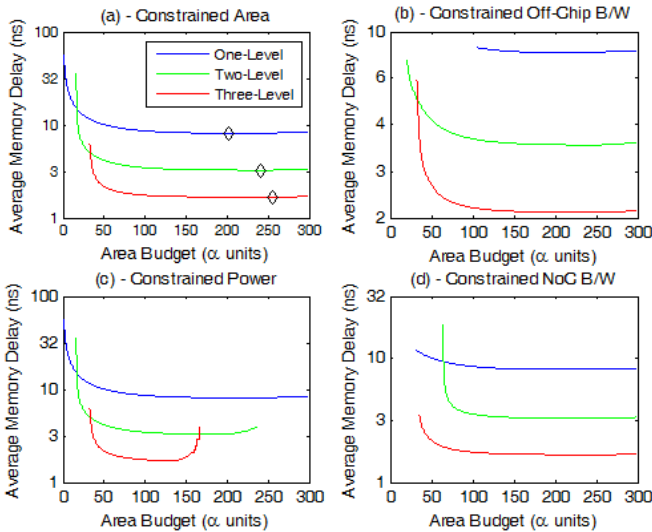 (a) - Constrained Area
Average Memory Delay (ns)
100
32
10
3
1
One-Level
Two-Level
Three-Level
0 50 100 150 200 250 300
Area Budget (α units)
(b) - Constrained Off-Chip B/W
Average Memory Delay (ns)
10
6
4
2
0 50 100 150 200 250 300
Area Budget (α units)
(c) - Constrained Power
Average Memory Delay (ns)
100
32
10
3
1
0 50 100 150 200 250 300
Area Budget (α units)
(d) - Constrained NoC B/W
Average Memory Delay (ns)
32
10
3
1
0 50 100 150 200 250 300
Area Budget (α units)